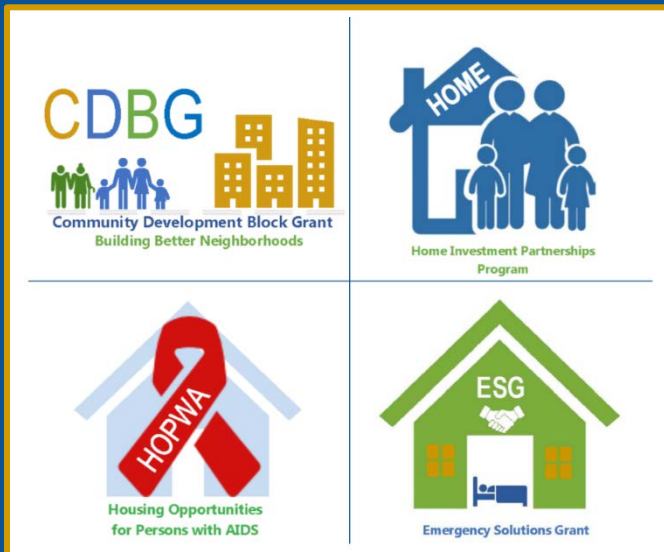 CDBG
Community Development Block Grant
Building Better Neighborhoods
HOME
Home Investment Partnerships
Program
HOPWA
Housing Opportunities
for Persons with AIDS
ESG
Emergency Solutions Grant